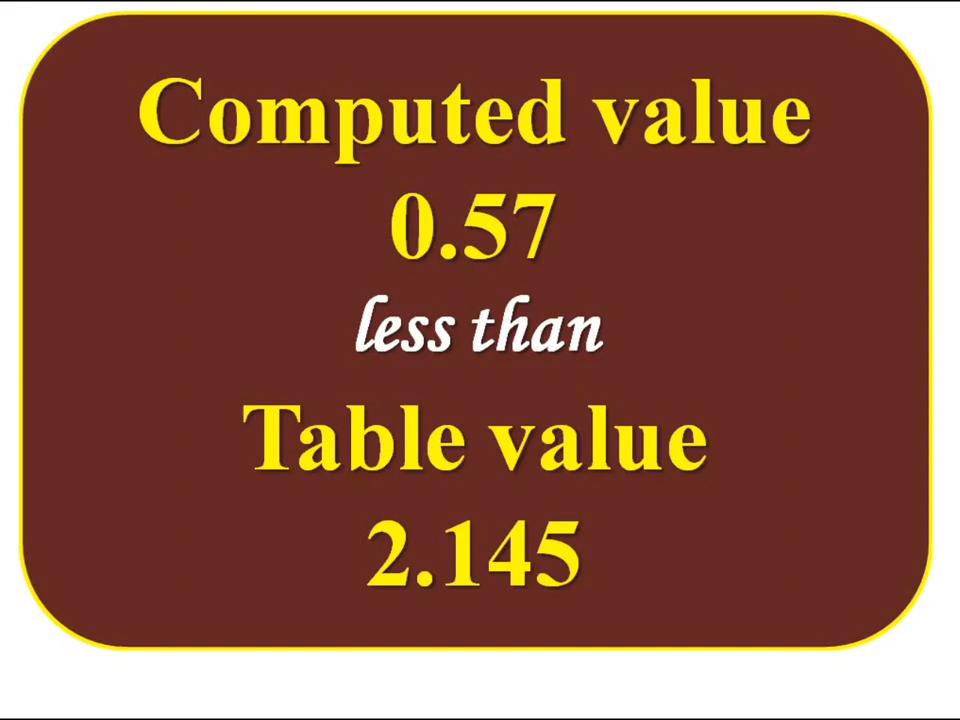 Computed value
0.57
less than
Table value
2.145